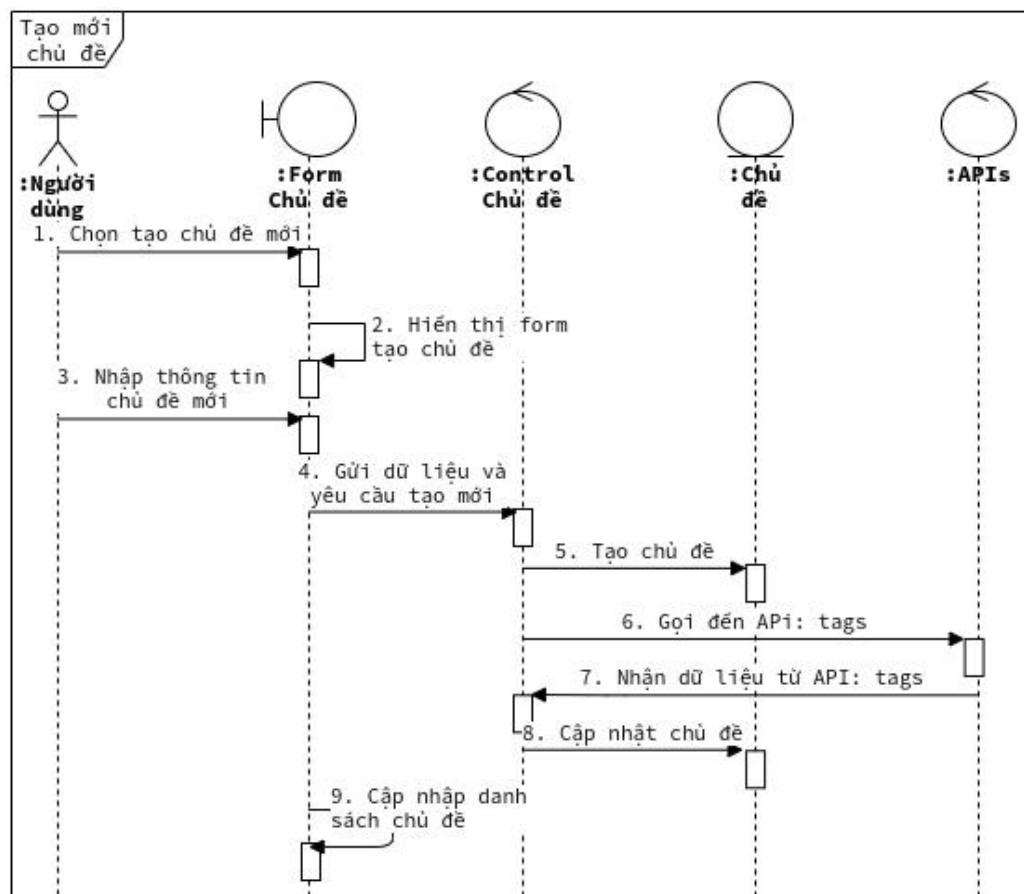 Tạo mới
chủ đề
:Người
dùng
:Form
Chủ đề
:Control
Chủ đề
:Chủ
đề
:APIs
1. Chọn tạo chủ đề mới
2. Hiển thị form
tạo chủ đề
3. Nhập thông tin
chủ đề mới
4. Gửi dữ liệu và
yêu cầu tạo mới
5. Tạo chủ đề
6. Gọi đến APi: tags
7. Nhận dữ liệu từ API: tags
8. Cập nhật chủ đề
9. Cập nhập danh
sách chủ đề